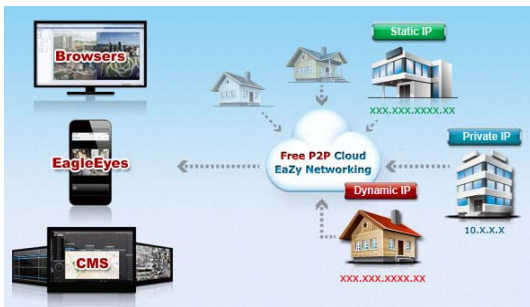 Browsers
Static IP
XXX.XXX.XXXX.XX
EagleEyes
Free P2P Cloud
EaZy Networking
Private IP
Dynamic IP
10.X.X.X
CMS
XXX.XXX.XXXX.XX